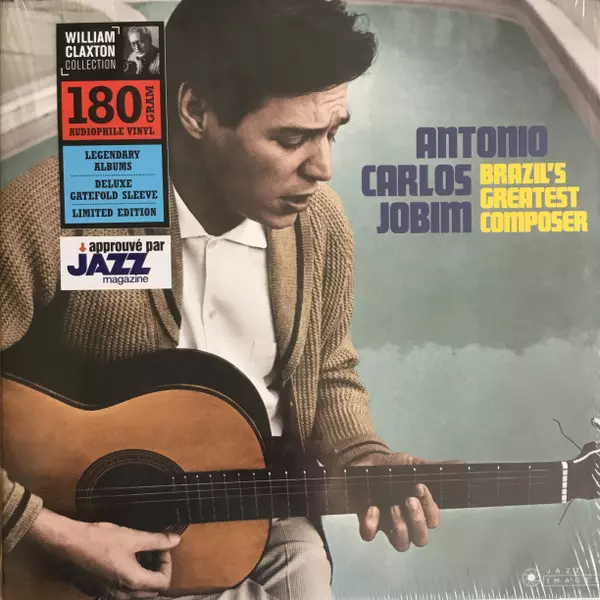 WILLIAM
CLAXTON
COLLECTION
180 GRAM
AUDIOPHILE VINYL
LEGENDARY
ALBUMS
DELUXE
GATEFOLD SLEEVE
LIMITED EDITION
approuvé par
JAZZ
magazine
ANTONIO
CARLOS
JOBIM
BRAZIL'S
GREATEST
COMPOSER
JAZZ